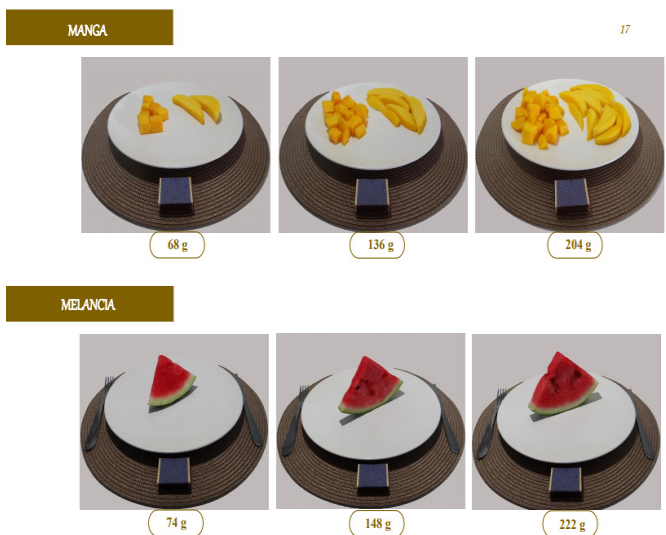 MANGA
17
68 g
136 g
204 g
MELANCIA
74 g
148 g
222 g